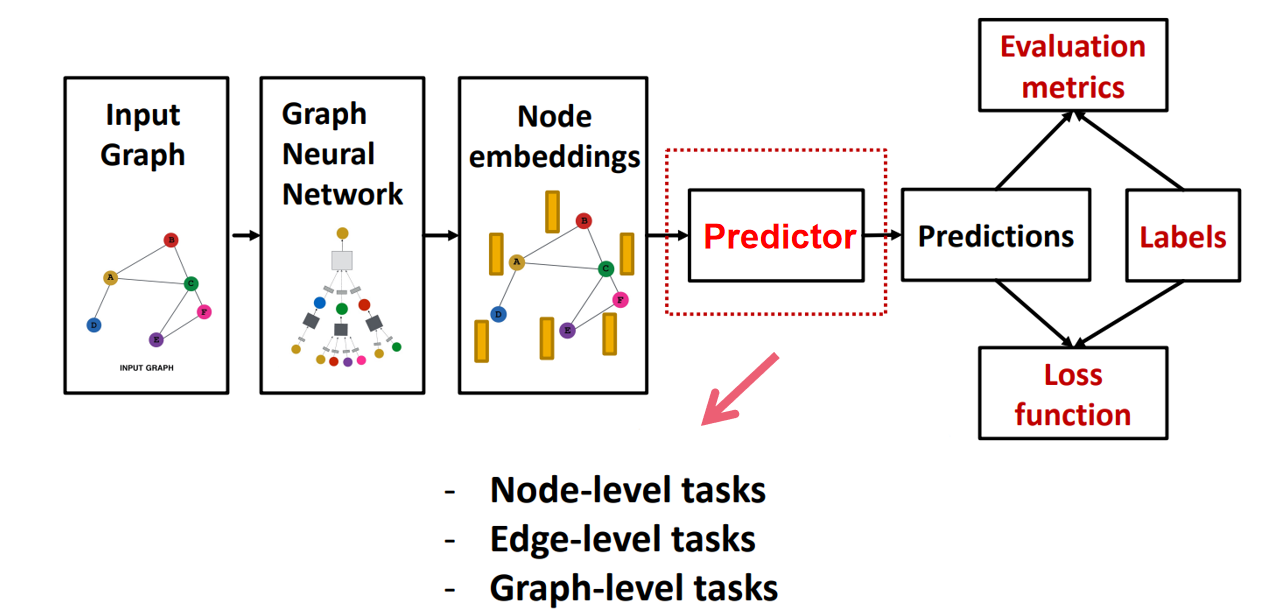 Input
Graph
B
A
C
F
D
E
INPUT GRAPH
Graph
Neural
Network
Node
embeddings
B
A
C
F
D
E
Predictor
Predictions
Labels
Evaluation
metrics
Loss
function
- Node-level tasks
- Edge-level tasks
- Graph-level tasks